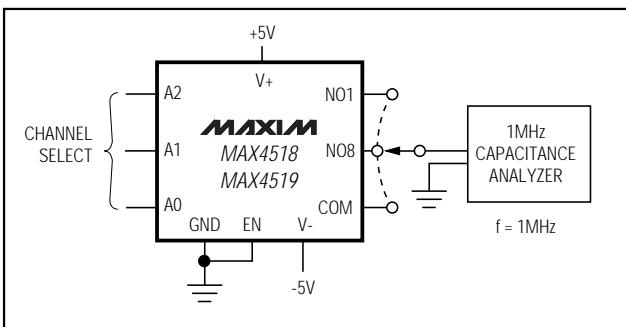 +5V
V+
A2
A1
A0
CHANNEL
SELECT
MAXIM
MAX4518
MAX4519
NO1
NO8
COM
GND
EN
V-
-5V
1MHz
CAPACITANCE
ANALYZER
f = 1MHz